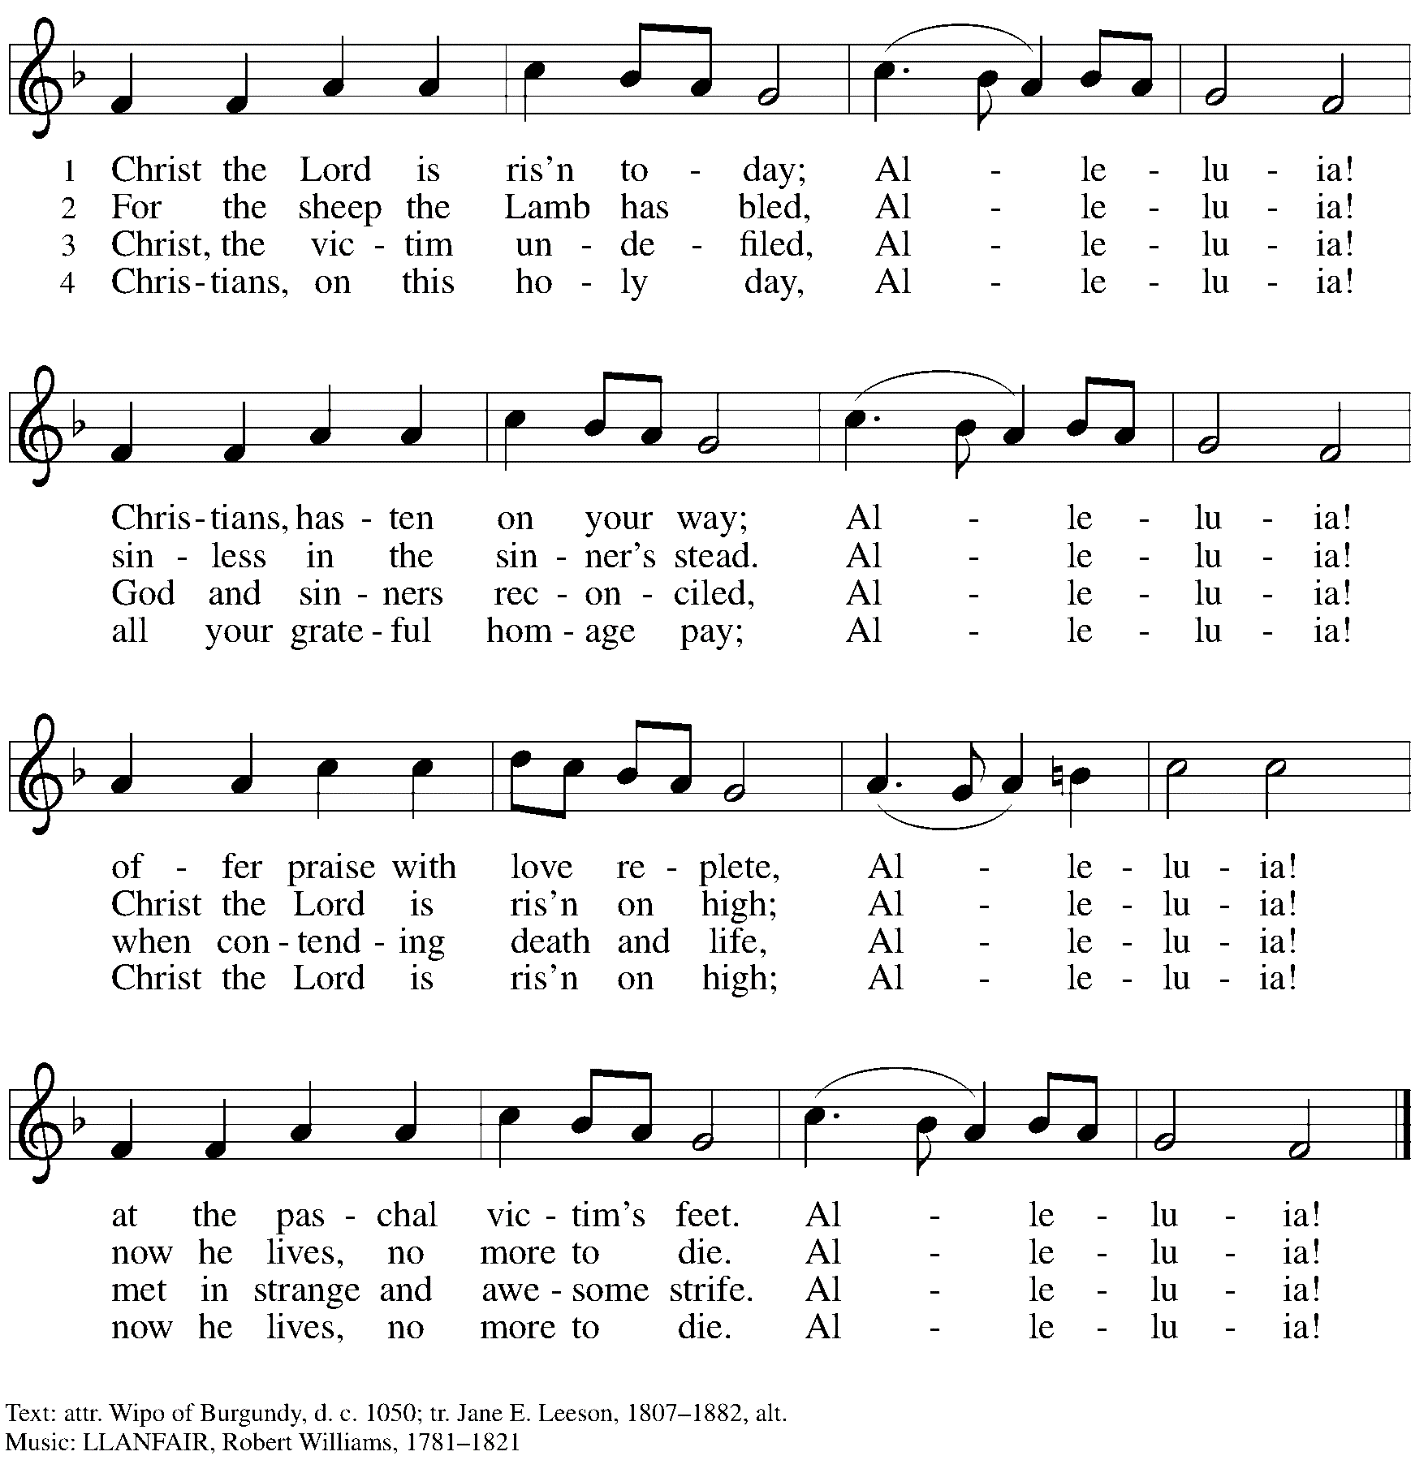 1 Christ the Lord is ris’n to - day; Al - le - lu - ia!
2 For the sheep the Lamb has bled, Al - le - lu - ia!
3 Christ, the vic - tim un - de - filed, Al - le - lu - ia!
4 Chris - tians, on this ho - ly day, Al - le - lu - ia!
Chris - tians, has - ten on your way; Al - le - lu - ia!
sin - less in the sin - ner’s stead. Al - le - lu - ia!
God and sin - ners rec - on - ciled, Al - le - lu - ia!
all your grate - ful hom - age pay; Al - le - lu - ia!
of - fer praise with love re - plete, Al - le - lu - ia!
Christ the Lord is ris’n on high; Al - le - lu - ia!
when con - tend - ing death and life, Al - le - lu - ia!
Christ the Lord is ris’n on high; Al - le - lu - ia!
at the pas - chal vic - tim’s feet. Al - le - lu - ia!
now he lives, no more to die. Al - le - lu - ia!
met in strange and awe - some strife. Al - le - lu - ia!
now he lives, no more to die. Al - le - lu - ia!
Text: attr. Wipo of Burgundy, d. c. 1050; tr. Jane E. Leeson, 1807–1882, alt.
Music: LLANFAIR, Robert Williams, 1781–1821